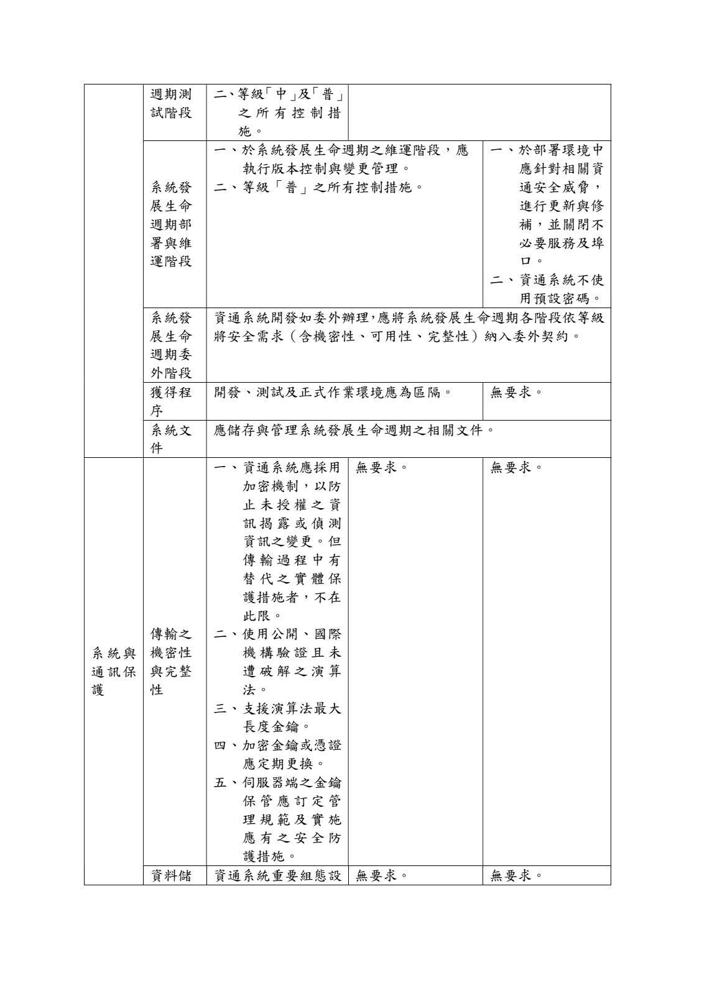 週期測
試階段
二、等級「中」及「普」
之所有控制措
施。
系統發
展生命
週期部
署與維
運階段
一、於系統發展生命週期之維運階段，應
執行版本控制與變更管理。
二、等級「普」之所有控制措施。
一、於部署環境中
應針對相關資
通安全威脅，
進行更新與修
補，並關閉不
必要服務及埠
口。
二、資通系統不使
用預設密碼。
系統發
展生命
週期委
外階段
資通系統開發如委外辦理，應將系統發展生命週期各階段依等級
將安全需求（含機密性、可用性、完整性）納入委外契約。
獲得程
序
開發、測試及正式作業環境應為區隔。
無要求。
系統文
件
應儲存與管理系統發展生命週期之相關文件。
系統與
通訊保
護
傳輸之
機密性
與完整
性
一、資通系統應採用
加密機制，以防
止未授權之資
訊揭露或偵測
資訊之變更。但
傳輸過程中有
替代之實體保
護措施者，不在
此限。
二、使用公開、國際
機構驗證且未
遭破解之演算
法。
三、支援演算法最大
長度金鑰。
四、加密金鑰或憑證
應定期更換。
五、伺服器端之金鑰
保管應訂定管
理規範及實施
應有之安全防
護措施。
無要求。
無要求。
資料儲
資通系統重要組態設
無要求。
無要求。